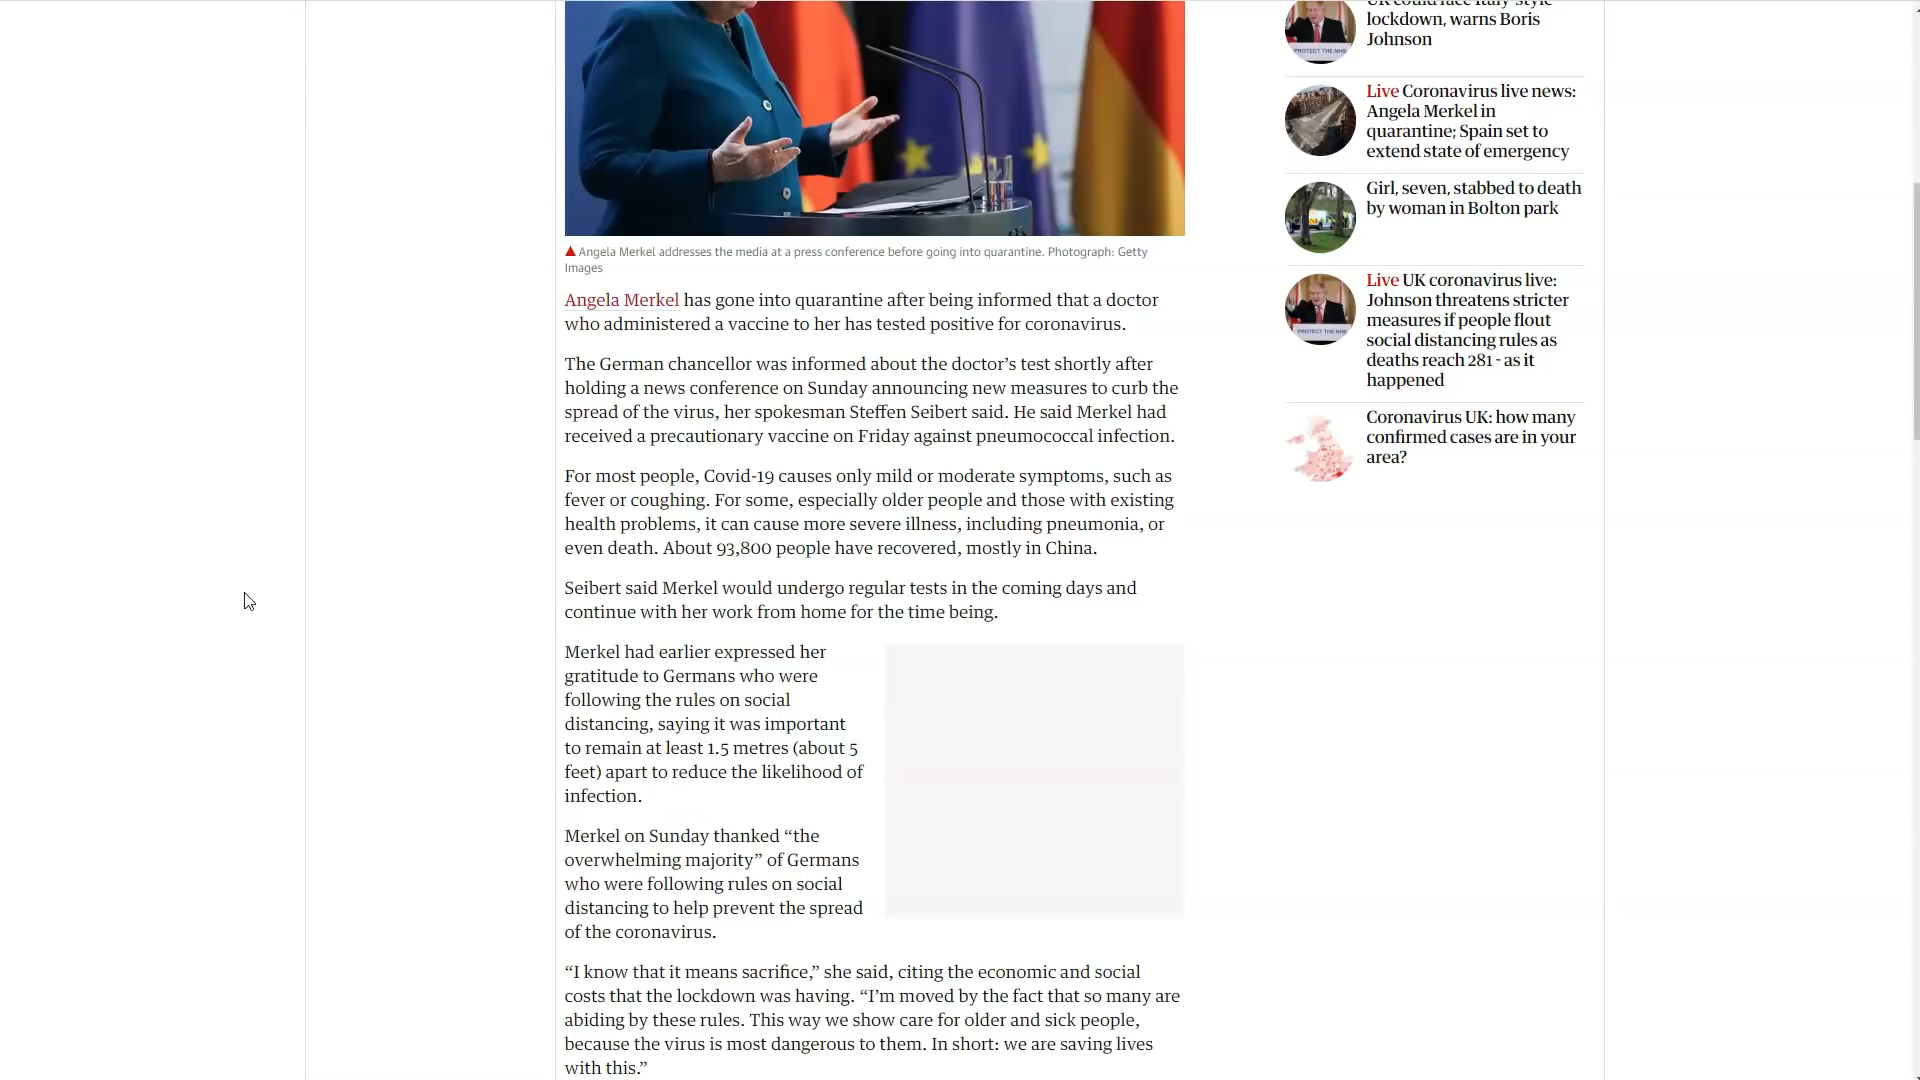 Angela Merkel addresses the media at a press conference before going into quarantine. Photograph: Getty
Images
Angela Merkel has gone into quarantine after being informed that a doctor
who administered a vaccine to her has tested positive for coronavirus.
The German chancellor was informed about the doctor’s test shortly after
holding a news conference on Sunday announcing new measures to curb the
spread of the virus, her spokesman Steffen Seibert said. He said Merkel had
received a precautionary vaccine on Friday against pneumococcal infection.
For most people, Covid-19 causes only mild or moderate symptoms, such as
fever or coughing. For some, especially older people and those with existing
health problems, it can cause more severe illness, including pneumonia, or
even death. About 93,800 people have recovered, mostly in China.
Seibert said Merkel would undergo regular tests in the coming days and
continue with her work from home for the time being.
Merkel had earlier expressed her
gratitude to Germans who were
following the rules on social
distancing, saying it was important
to remain at least 1.5 metres (about 5
feet) apart to reduce the likelihood of
infection.
Merkel on Sunday thanked “the
overwhelming majority” of Germans
who were following rules on social
distancing to help prevent the spread
of the coronavirus.
“I know that it means sacrifice,” she said, citing the economic and social
costs that the lockdown was having. “I’m moved by the fact that so many are
abiding by these rules. This way we show care for older and sick people,
because the virus is most dangerous to them. In short: we are saving lives
with this.”
UK could face Italy-style
lockdown, warns Boris
Johnson
PROTECT THE NHS
Live Coronavirus live news:
Angela Merkel in
quarantine; Spain set to
extend state of emergency
Girl, seven, stabbed to death
by woman in Bolton park
Live UK coronavirus live:
Johnson threatens stricter
measures if people flout
social distancing rules as
deaths reach 281 - as it
happened
PROTECT THE NHS
Coronavirus UK: how many
confirmed cases are in your
area?